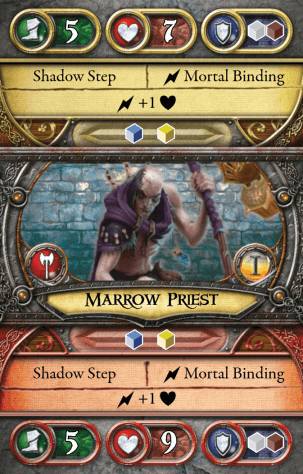 5 7
Shadow Step Mortal Binding
+1
MARROW PRIEST
I
Shadow Step Mortal Binding
+1
5 9